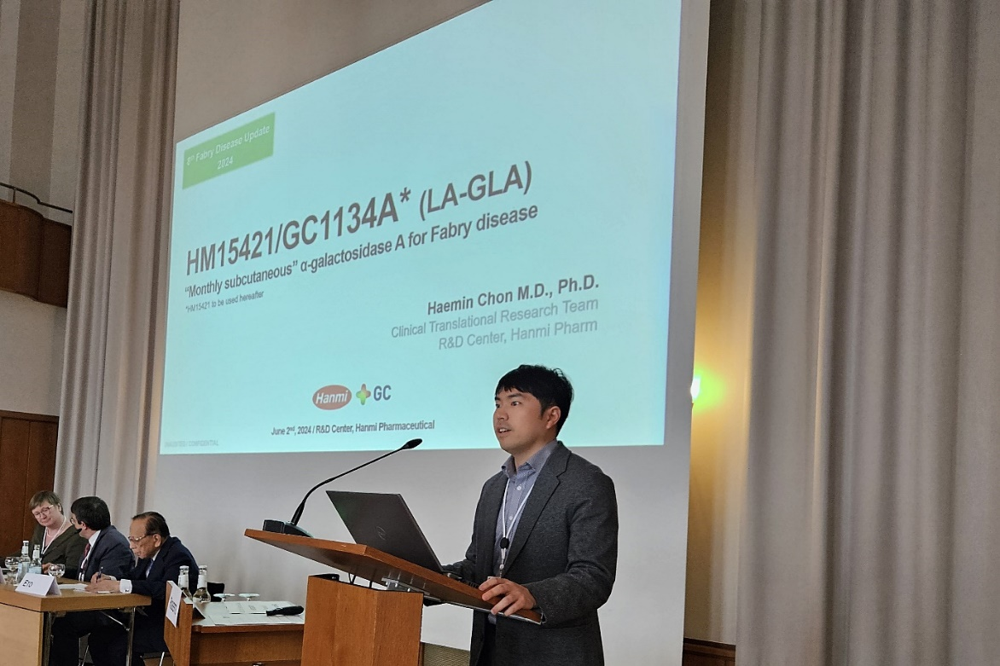 8th Fabry Disease Update
2024
HM15421/GC1134A* (LA-GLA)
“Monthly subcutaneous” α-galactosidase A for Fabry disease
*HM15421 to be used hereafter
Haemin Chon M.D., Ph.D.
Clinical Translational Research Team
R&D Center, Hanmi Pharm
Hanmi
GC
June 2nd, 2024 / R&D Center, Hanmi Pharmaceutical
CONFIDENTIAL
Eto